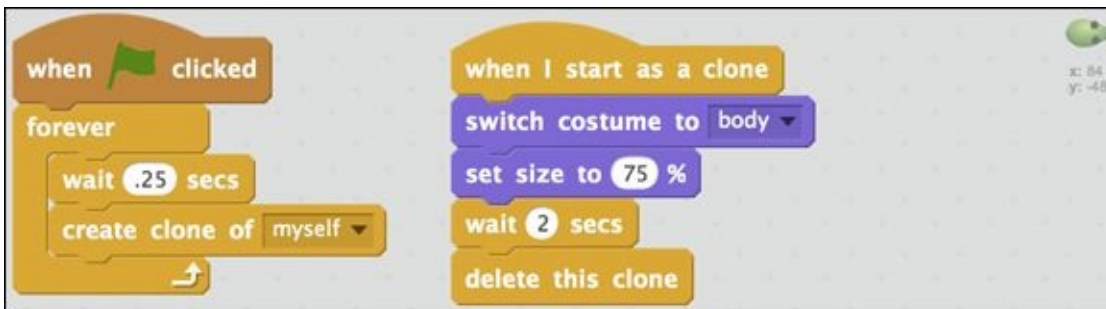 when clicked
forever
wait .25 secs
create clone of myself
when I start as a clone
switch costume to body
set size to 75 %
wait 2 secs
delete this clone
x: 84
y: -48